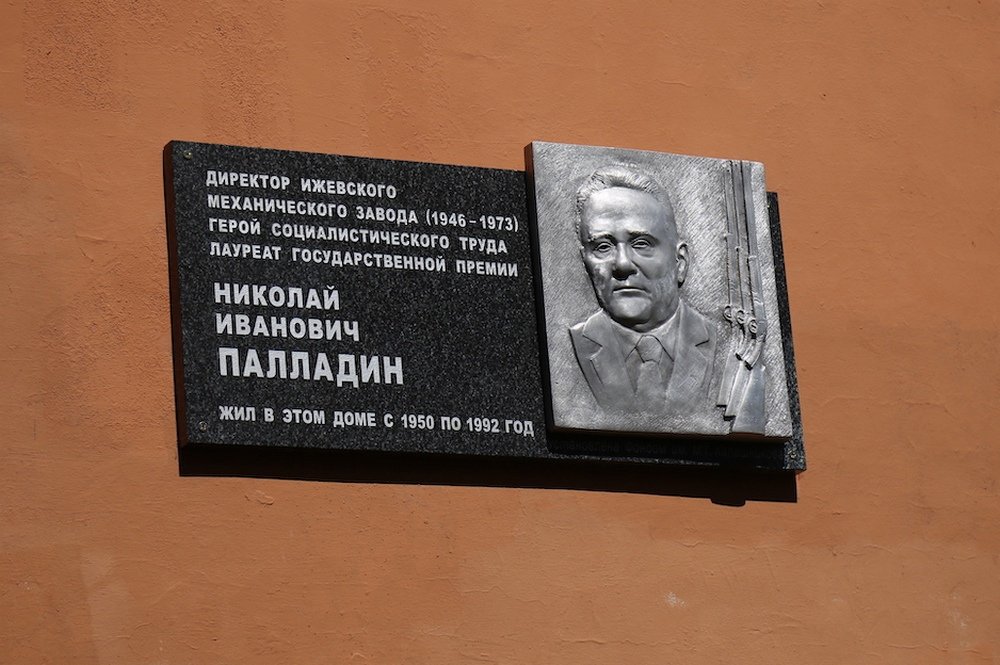 ДИРЕКТОР ИЖЕВСКОГО
МЕХАНИЧЕСКОГО ЗАВОДА (1946-1973)
ГЕРОЙ СОЦИАЛИСТИЧЕСКОГО ТРУДА
ЛАУРЕАТ ГОСУДАРСТВЕННОЙ ПРЕМИИ
НИКОЛАЙ
ИВАНОВИЧ
ПАЛЛАДИН
ЖИЛ В ЭТОМ ДОМЕ С 1950 ПО 1992 ГОД